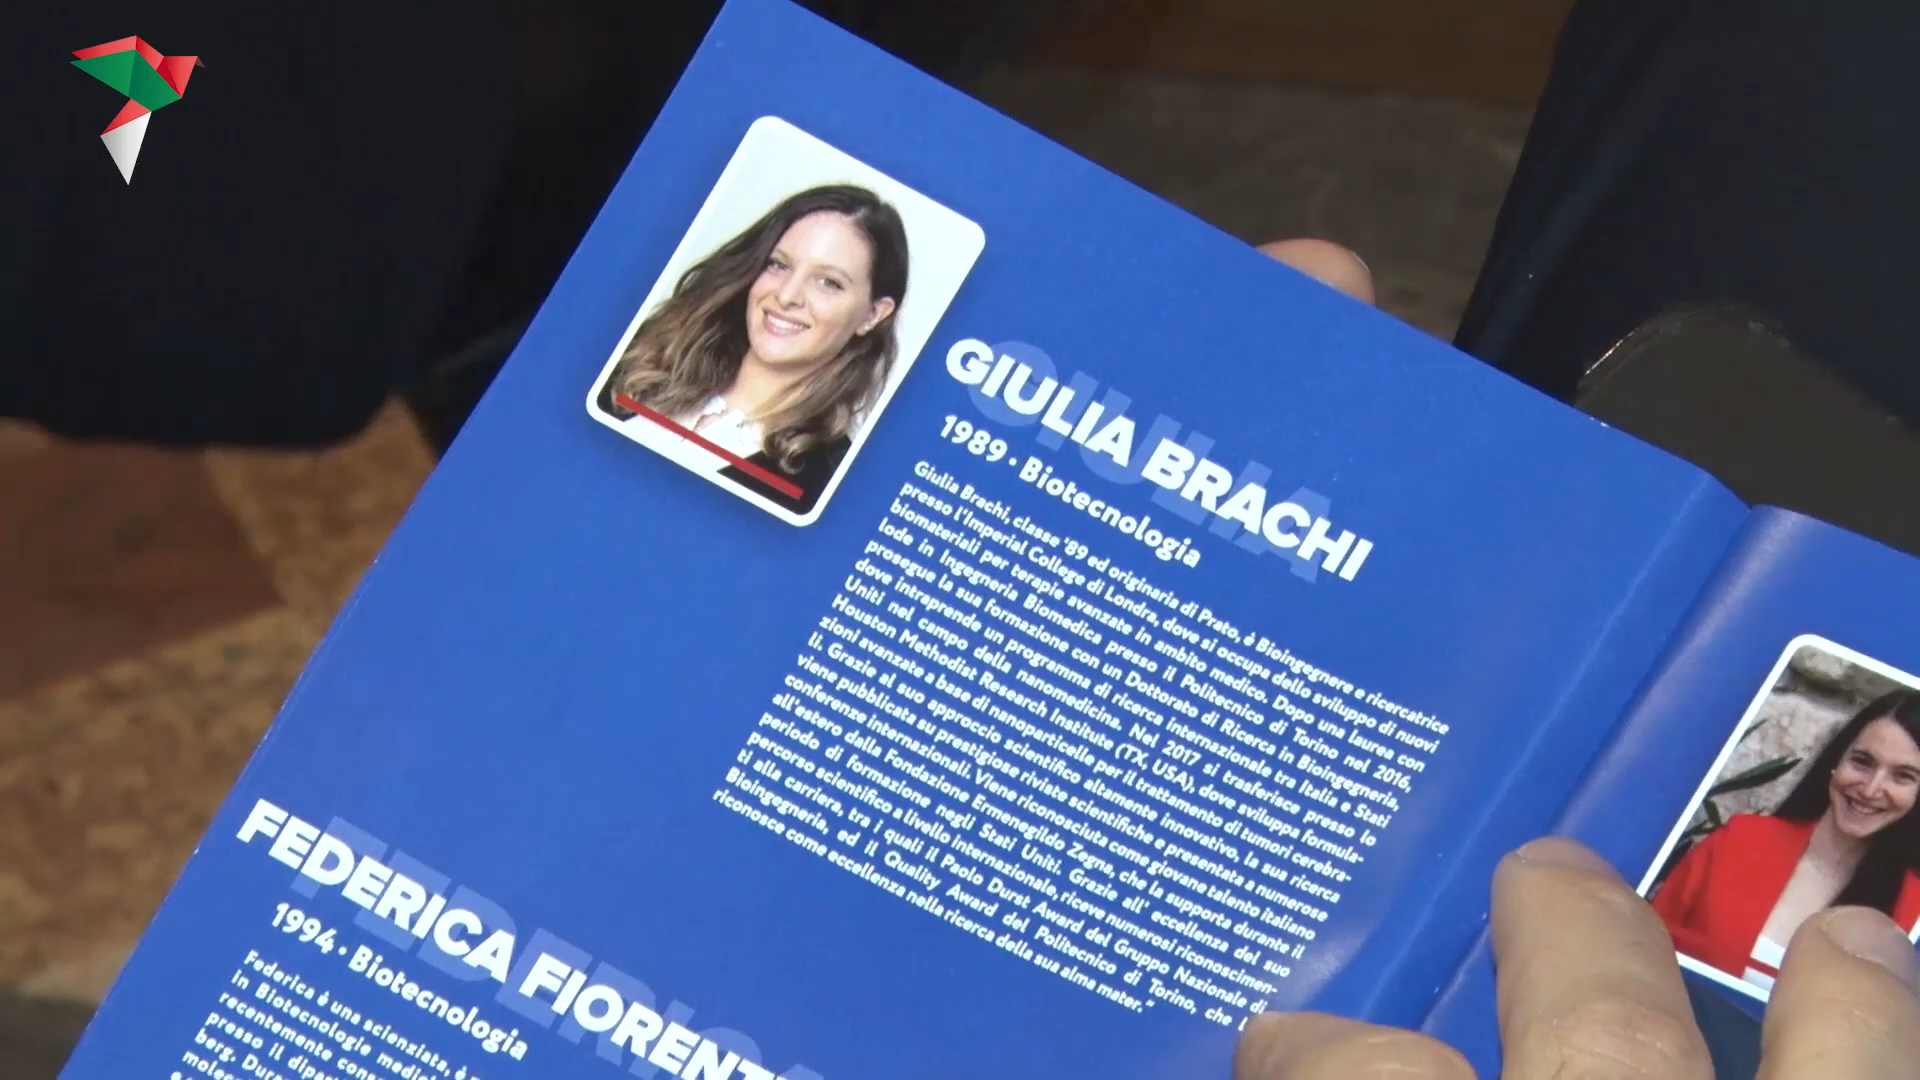 GIULIA BRACHI
1989 · Biotecnologia
Giulia Brachi, classe '89 ed originaria di Prato, è Bioingegnere e ricercatrice
presso l'Imperial College di Londra, dove si occupa dello sviluppo di nuovi
biomateriali per terapie avanzate in ambito medico. Dopo una laurea con
lode in Ingegneria Biomedica presso il Politecnico di Torino nel 2016,
prosegue la sua formazione con un Dottorato di Ricerca in Bioingegneria,
dove intraprende un programma di ricerca internazionale tra Italia e Stati
Uniti nel campo della nanomedicina. Nel 2017 si trasferisce presso lo
Houston Methodist Research Institute (TX, USA), dove sviluppa formula-
zioni avanzate a base di nanoparticelle per il trattamento di tumori cerebra-
li. Grazie al suo approccio scientifico altamente innovativo, la sua ricerca
viene pubblicata su prestigiose riviste scientifiche e presentata a numerose
conferenze internazionali. Viene riconosciuta come giovane talento italiano
all'estero dalla Fondazione Ermenegildo Zegna, che la supporta durante il
periodo di formazione negli Stati Uniti. Grazie all' eccellenza del suo
percorso scientifico a livello internazionale, riceve numerosi riconoscimen-
ti alla carriera, tra i quali il Paolo Durst Award del Gruppo Nazionale di
Bioingegneria, ed il Quality Award del Politecnico di Torino, che l
riconosce come eccellenza nella ricerca della sua alma mater."
FEDERICA FIORENT
1994 · Biotecnologia
Federica è una scienziata, è
in Biotecnologie medic
recentemente cons
presso il dipar
berg. Dura
molec